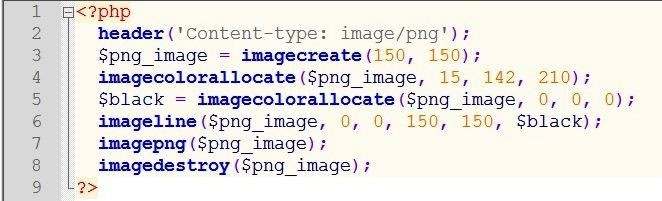 1 <?php
2 header('Content-type: image/png');
3 $png_image = imagecreate(150, 150);
4 imagecolorallocate($png_image, 15, 142, 210);
5 $black = imagecolorallocate($png_image, 0, 0, 0);
6 imageline($png_image, 0, 0, 150, 150, $black);
7 imagepng($png_image);
8 imagedestroy($png_image);
9 ?>